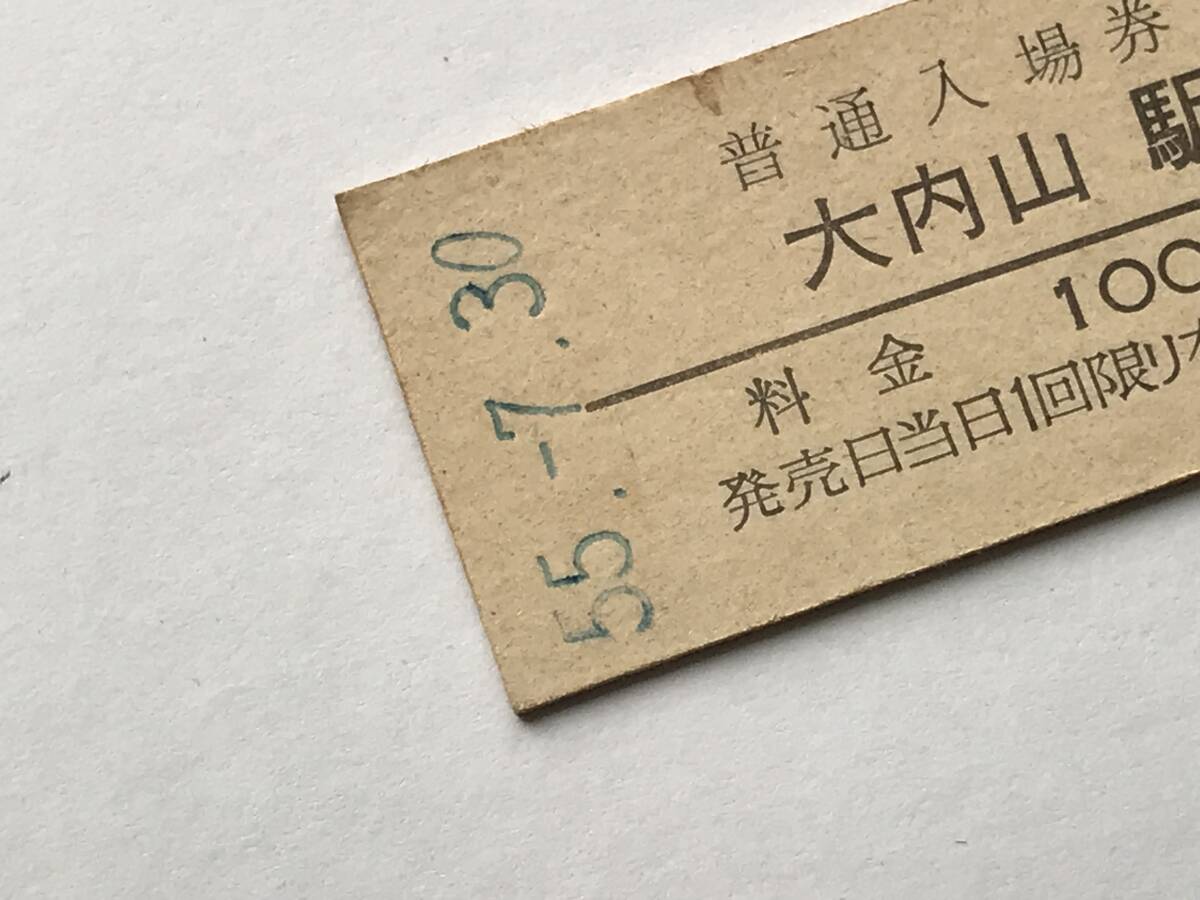 普通入場券
大内山 駅
料金 100
発売日当日1回限り
55.-7.30